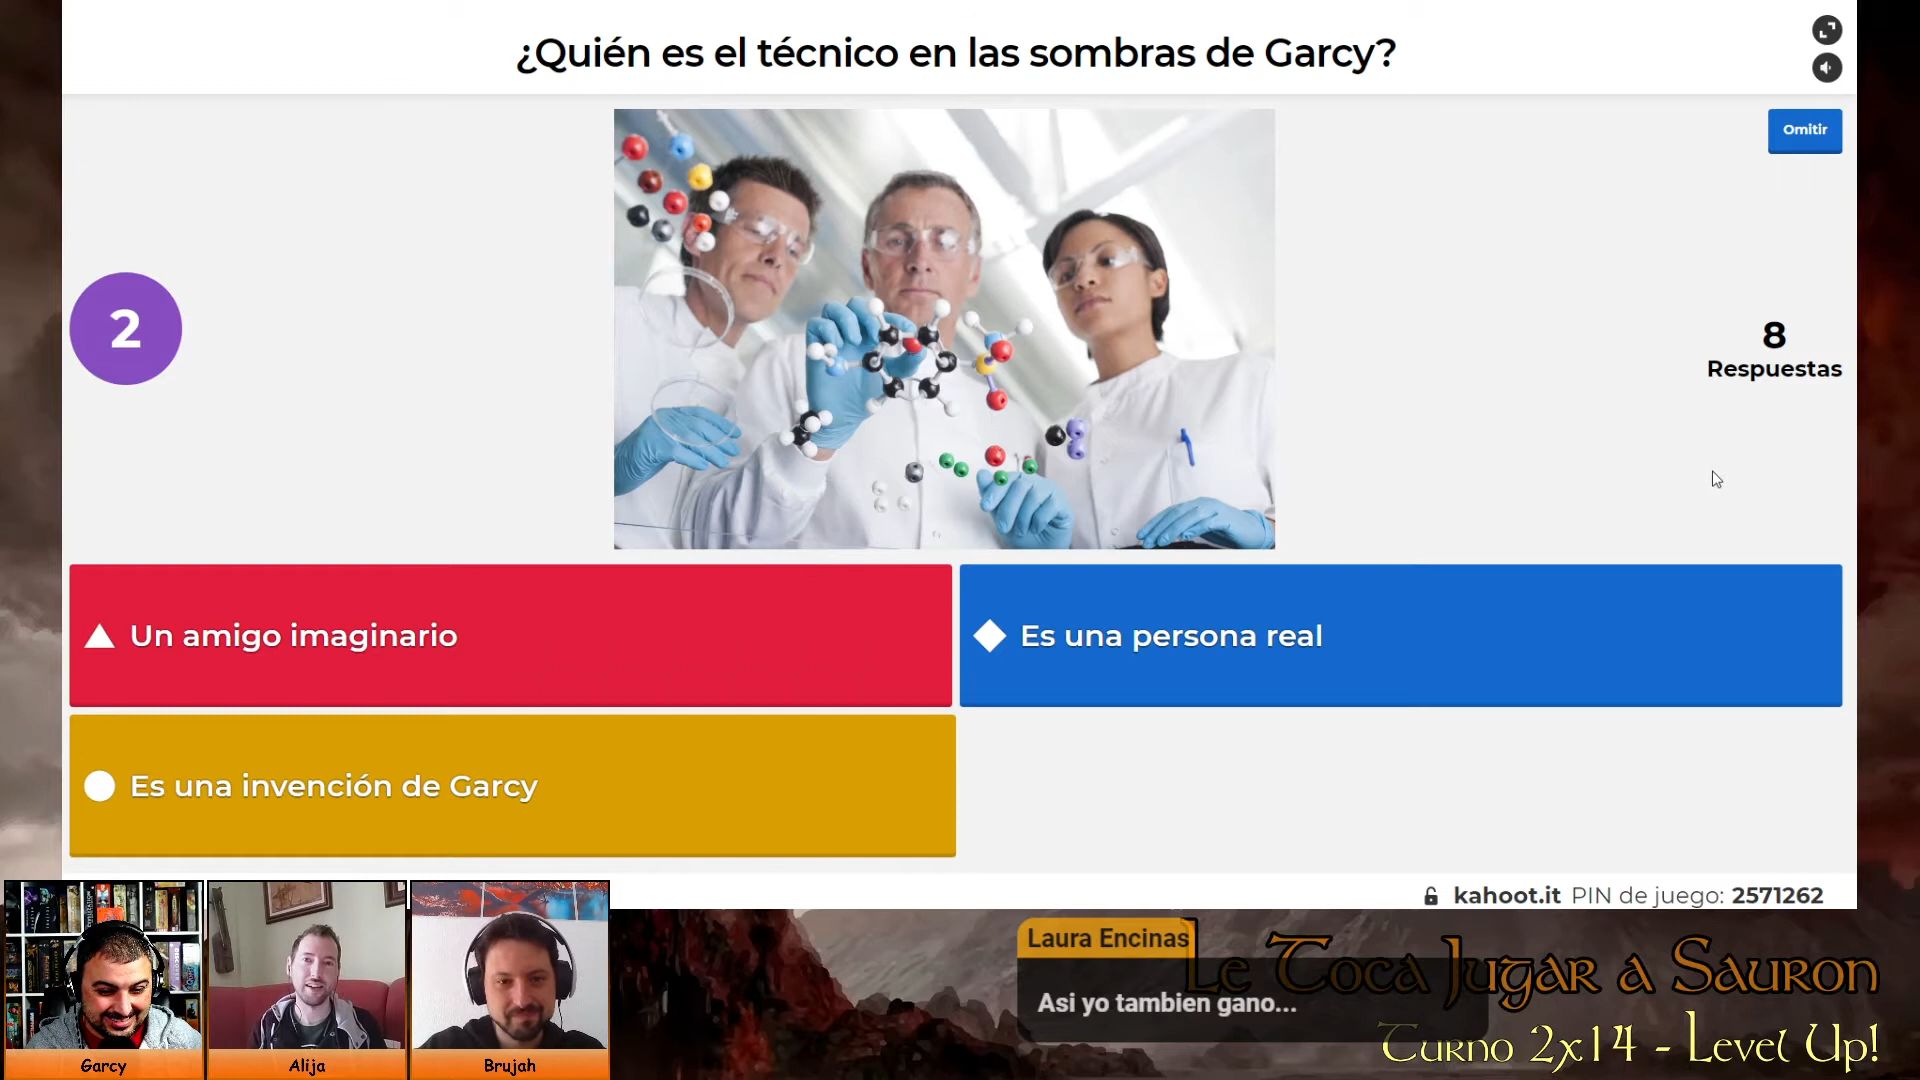 ¿Quién es el técnico en las sombras de Garcy?
Omitir
2
8
Respuestas
Un amigo imaginario
Es una persona real
Es una invención de Garcy
kahoot.it PIN de juego: 2571262
Laura Encinas
Asi yo tambien gano...
Le Toca Jugar a Sauron
Turno 2x14 - Level Up!
Garcy
Alija
Brujah